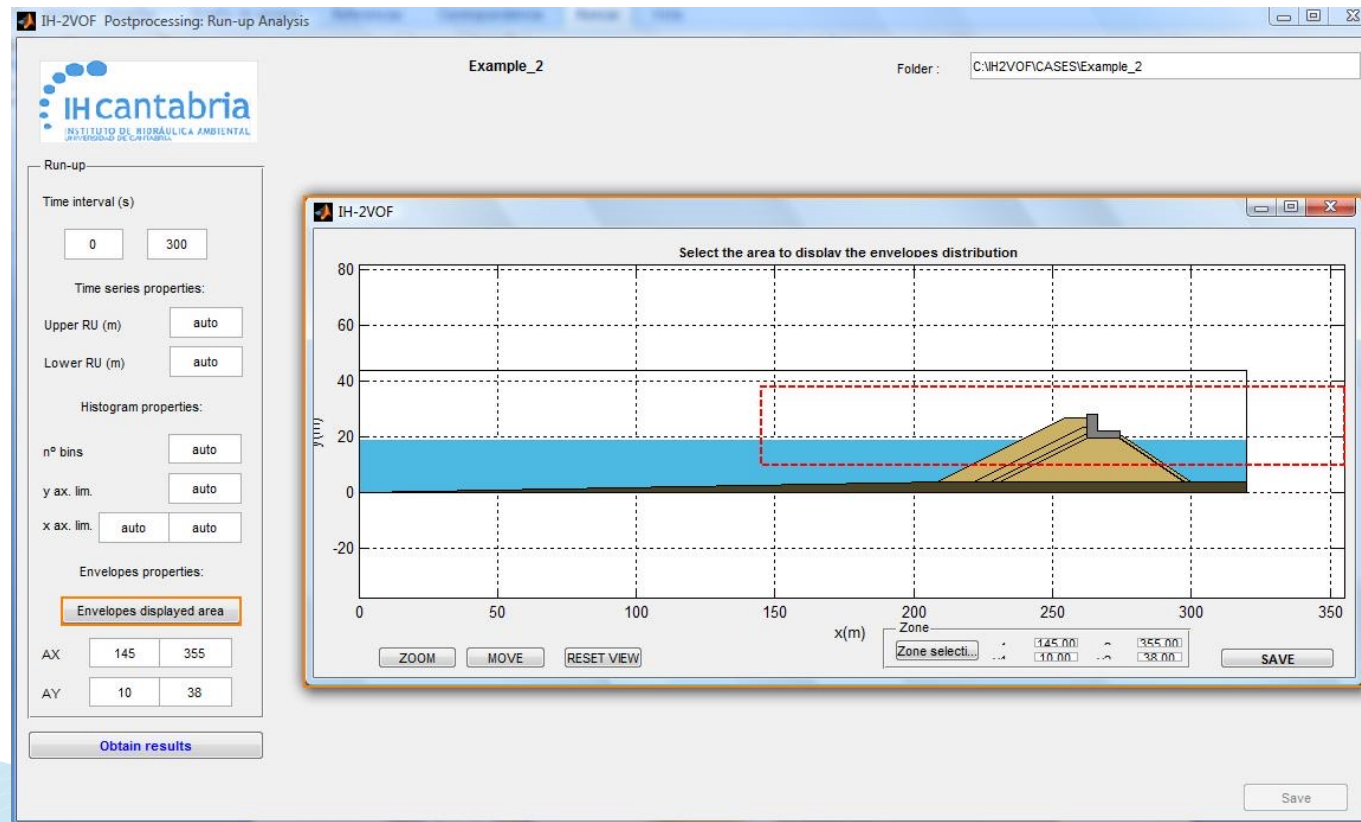 IH-2VOF Postprocessing: Run-up Analysis
Example_2
Folder :
C:\IH2VOF\CASES\Example_2
IH cantabria
INSTITUTO DE HIDRÁULICA AMBIENTAL
UNIVERSIDAD DE CANTABRIA
Run-up
Time interval (s)
0 300
Time series properties:
Upper RU (m) auto
Lower RU (m) auto
Histogram properties:
nº bins auto
y ax. lim. auto
x ax. lim. auto auto
Envelopes properties:
Envelopes displayed area
AX 145 355
AY 10 38
Obtain results
IH-2VOF
Select the area to display the envelopes distribution
80
60
40
20
0
-20
y(m)
0 50 100 150 200 250 300 350
x(m)
Zone
Zone selecti... 145.00 355.00
10.00 38.00
ZOOM MOVE RESET VIEW
SAVE
Save